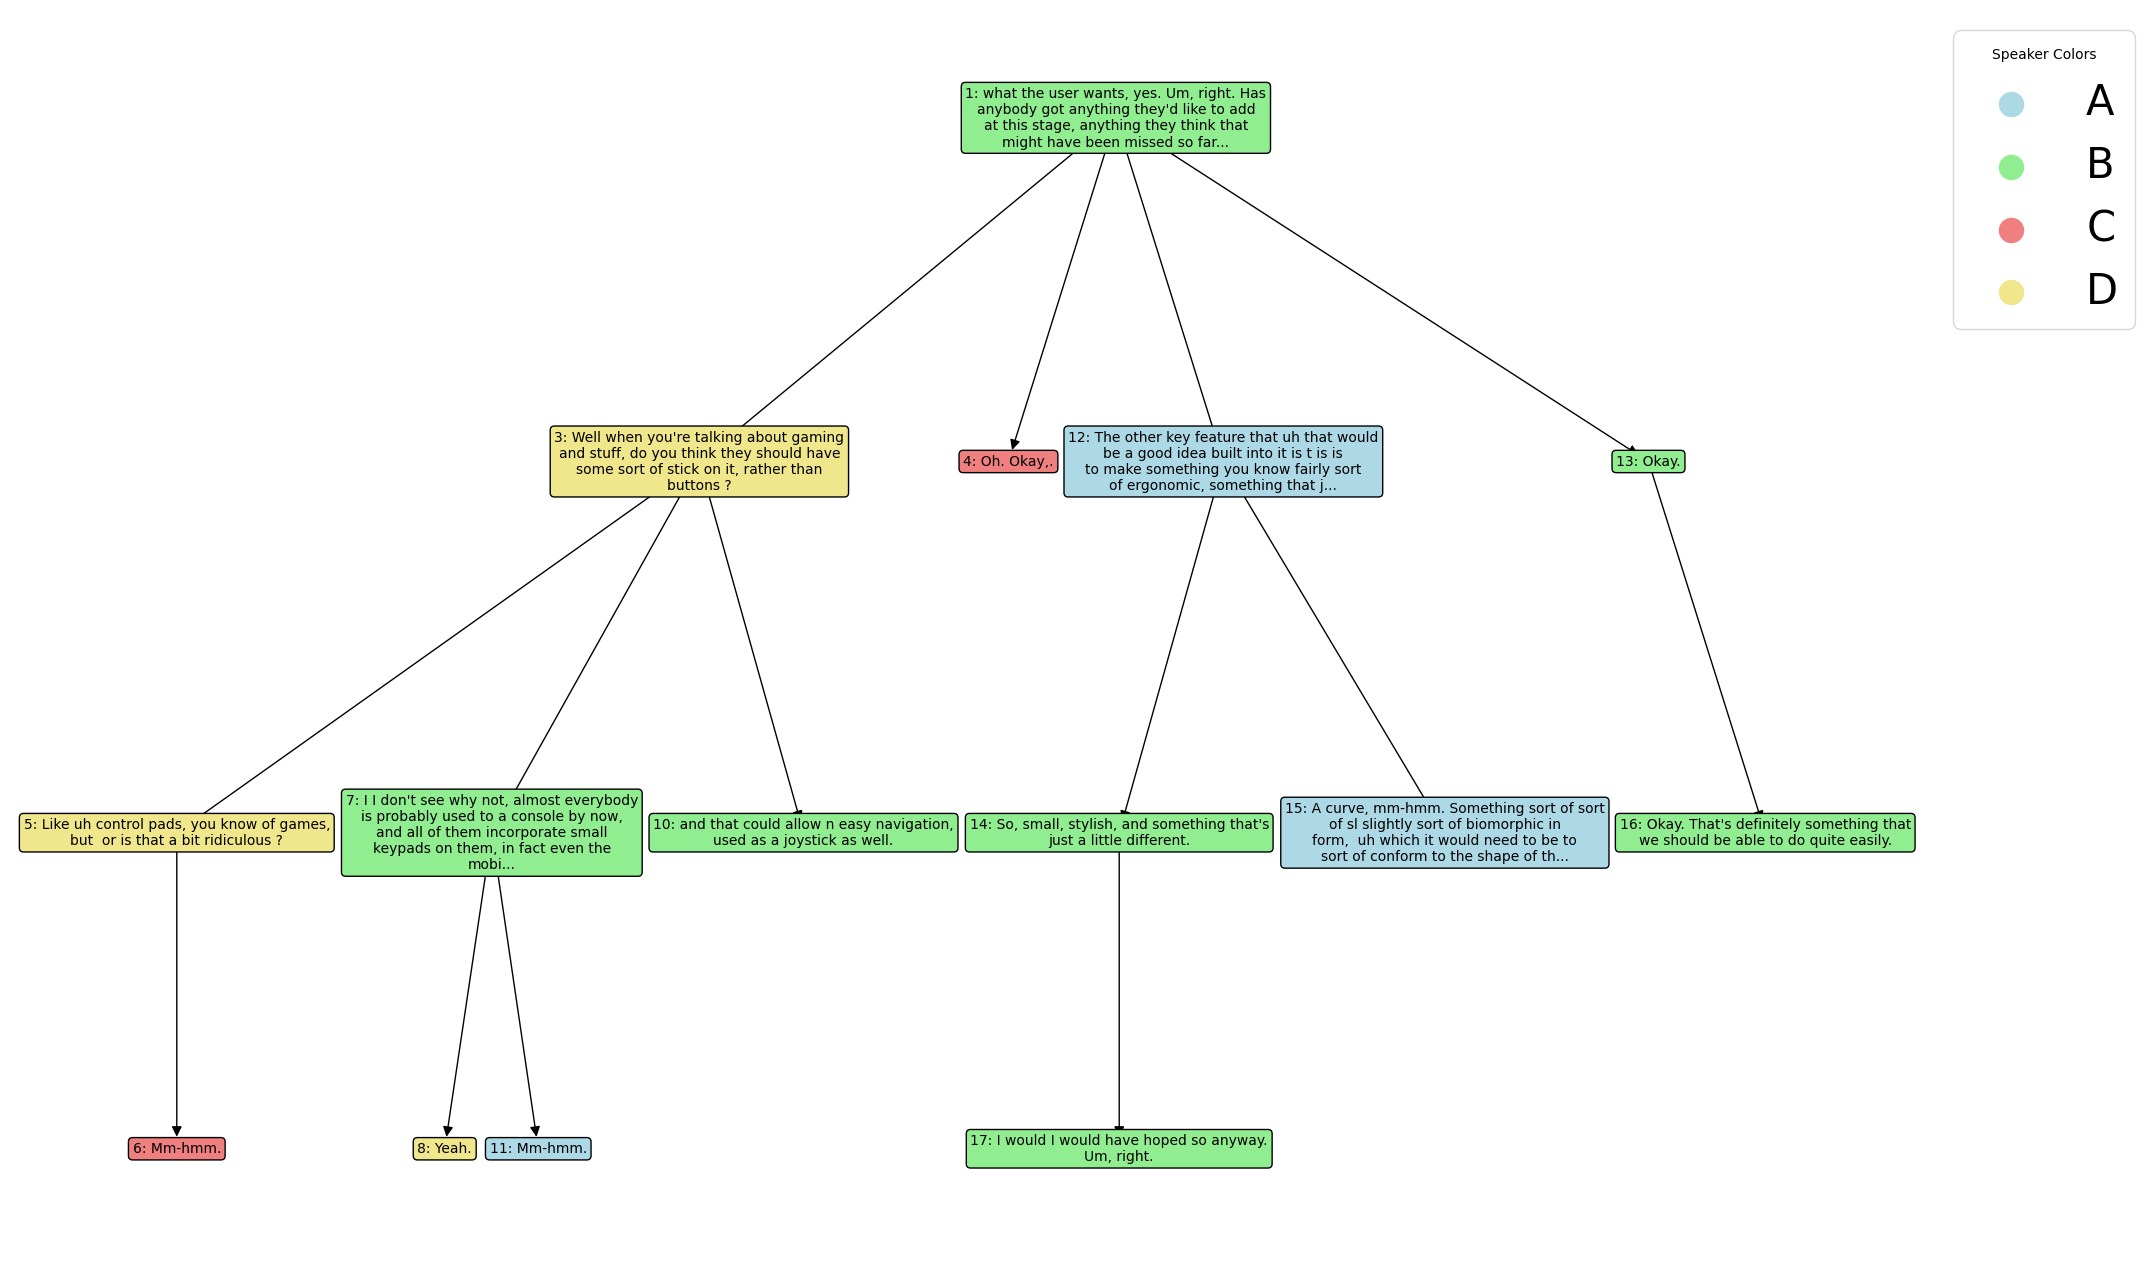 Speaker Colors
A
B
C
D
1: what the user wants, yes. Um, right. Has
anybody got anything they'd like to add
at this stage, anything they think that
might have been missed so far...
3: Well when you're talking about gaming
and stuff, do you think they should have
some sort of stick on it, rather than
buttons ?
4: Oh. Okay,.
12: The other key feature that uh that would
be a good idea built into it is t is is
to make something you know fairly sort
of ergonomic, something that j...
13: Okay.
5: Like uh control pads, you know of games,
but  or is that a bit ridiculous ?
7: I I don't see why not, almost everybody
is probably used to a console by now,
and all of them incorporate small
keypads on them, in fact even the
mobi...
10: and that could allow n easy navigation,
used as a joystick as well.
14: So, small, stylish, and something that's
just a little different.
15: A curve, mm-hmm. Something sort of sort
of sl slightly sort of biomorphic in
form,  uh which it would need to be to
sort of conform to the shape of th...
16: Okay. That's definitely something that
we should be able to do quite easily.
6: Mm-hmm.
8: Yeah.
11: Mm-hmm.
17: I would I would have hoped so anyway.
Um, right.